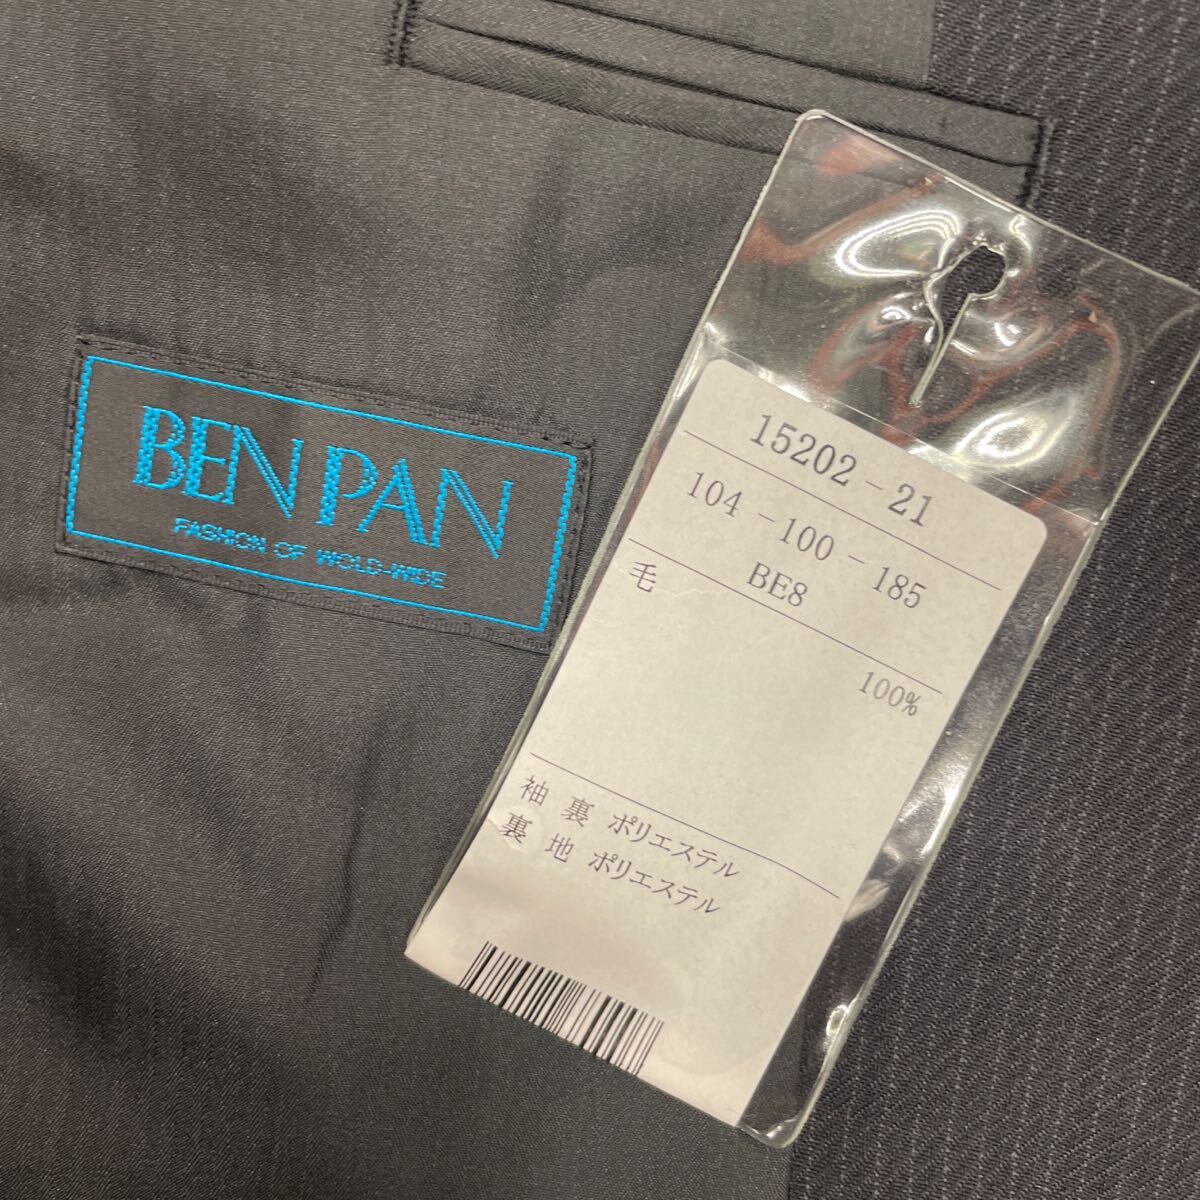 BEN PAN
FASHION OF WOLD-WIDE
15202-21
104-100-185
BE8
毛 100%
袖裏 ポリエステル
裏地 ポリエステル